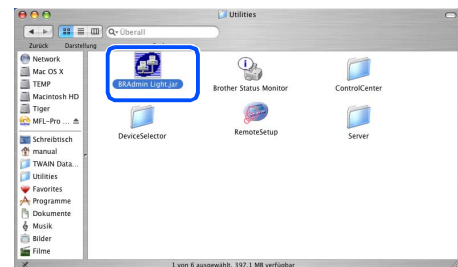 Utilities
Q- Überall
Zurück Darstellung
Network
Mac OS X
TEMP
Macintosh HD
Tiger
MFL-Pro ...
Schreibtisch
manual
TWAIN Data...
Utilities
Favorites
Programme
Dokumente
Musik
Bilder
Filme
BRAdmin Light.jar
Brother Status Monitor
ControlCenter
DeviceSelector
RemoteSetup
Server
1 von 6 ausgewählt, 397,1 MB verfügbar